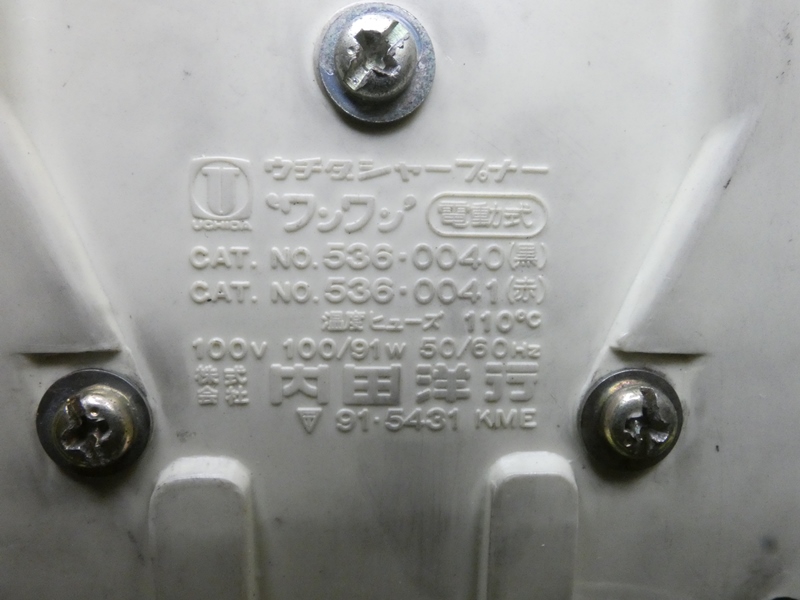 UCHIDA
ウチダシャープナー
“ワンワン” 電動式
CAT. NO. 536・0040(黒)
CAT. NO. 536・0041(赤)
温度ヒューズ 110°C
100V 100/91W 50/60Hz
株式会社 内田洋行
▽ 91・5431 KME